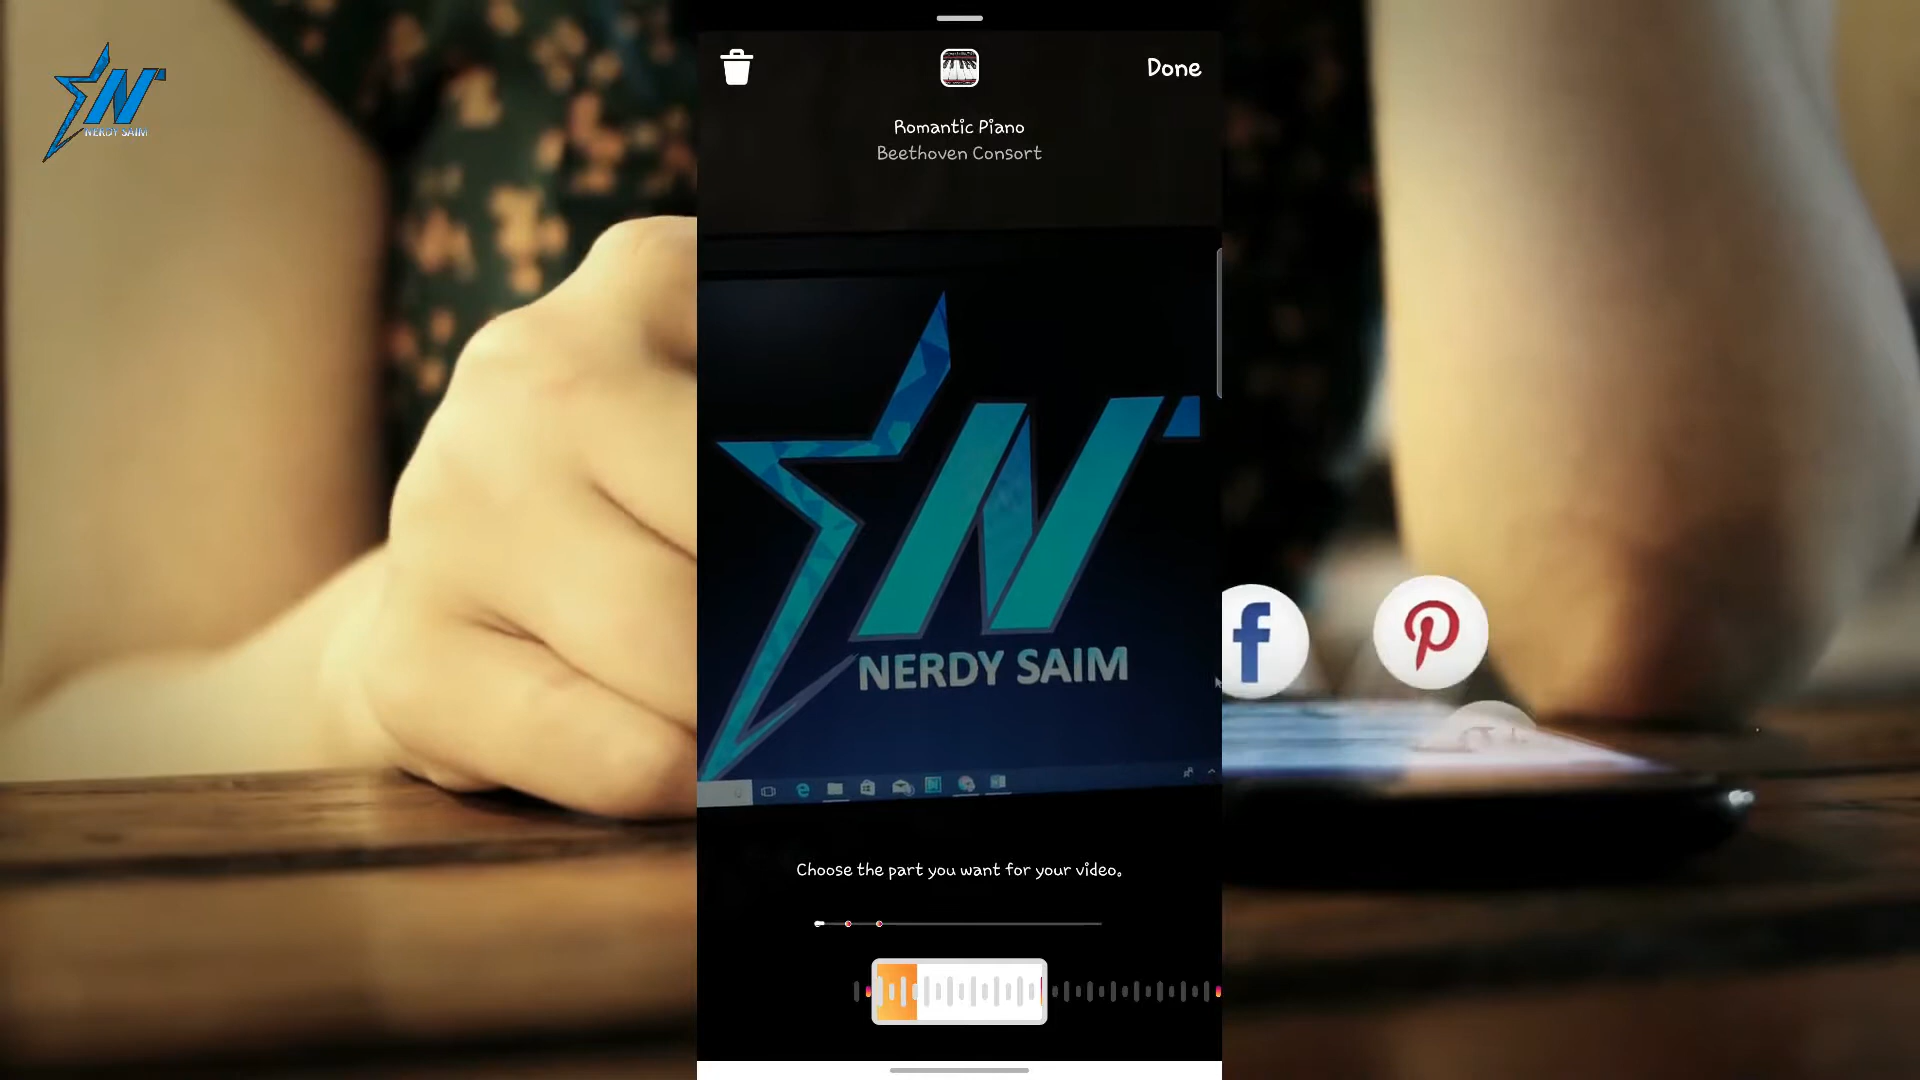 NERDY SAIM
Done
Romantic Piano
Beethoven Consort
N
NERDY SAIM
Choose the part you want for your video.